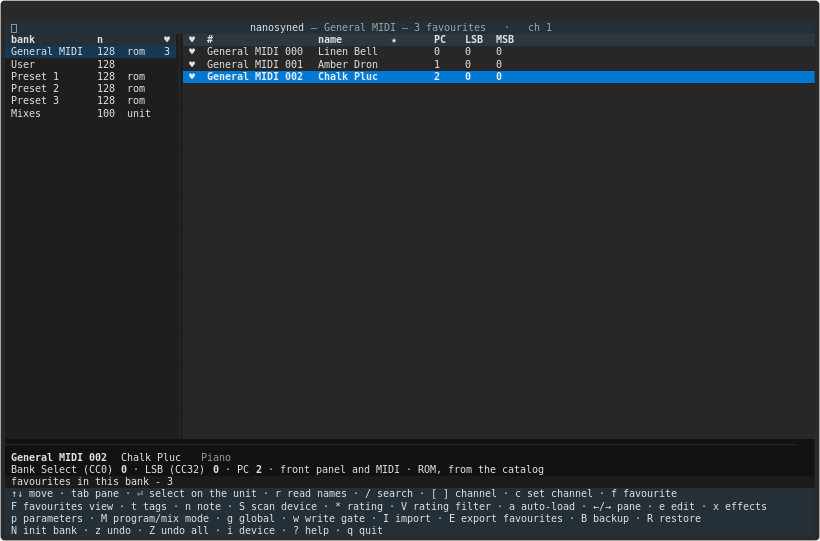 nanosyned — General MIDI — 3 favourites · ch 1
bank n ♥ ♥ # name ★ PC LSB MSB
General MIDI 128 rom 3 ♥ General MIDI 000 Linen Bell 0 0 0
User 128 ♥ General MIDI 001 Amber Dron 1 0 0
Preset 1 128 rom ♥ General MIDI 002 Chalk Pluc 2 0 0
Preset 2 128 rom
Preset 3 128 rom
Mixes 100 unit
General MIDI 002 Chalk Pluc Piano
Bank Select (CC0) 0 · LSB (CC32) 0 · PC 2 · front panel and MIDI · ROM, from the catalog
favourites in this bank - 3
↑↓ move · tab pane · ⏎ select on the unit · r read names · / search · [ ] channel · c set channel · f favourite
F favourites view · t tags · n note · S scan device · * rating · V rating filter · a auto-load · ←/→ pane · e edit · x effects
p parameters · M program/mix mode · g global · w write gate · I import · E export favourites · B backup · R restore
N init bank · z undo · Z undo all · i device · ? help · q quit